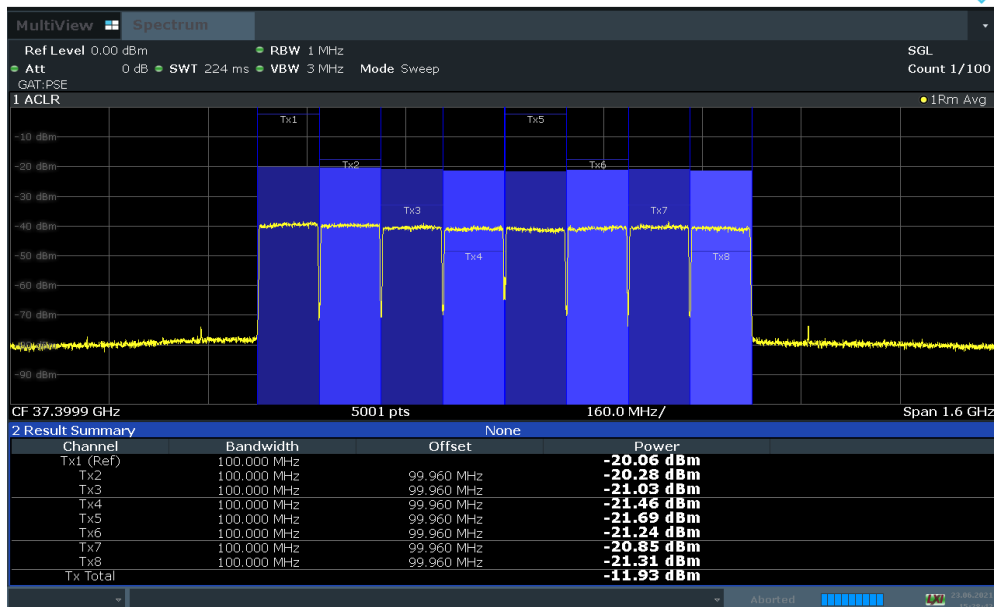 MultiView Spectrum
Ref Level 0.00 dBm RBW 1 MHz SGL
Att 0 dB SWT 224 ms VBW 3 MHz Mode Sweep Count 1/100
GAT:PSE
1 ACLR 1Rm Avg
Tx1 Tx5
-10 dBm
Tx2 Tx6
-20 dBm
-30 dBm
Tx3 Tx7
-40 dBm
-50 dBm
Tx4 Tx8
-60 dBm
-70 dBm
-90 dBm
CF 37.3999 GHz 5001 pts 160.0 MHz/ Span 1.6 GHz
2 Result Summary None
Channel Bandwidth Offset Power
Tx1 (Ref) 100.000 MHz -20.06 dBm
Tx2 100.000 MHz 99.960 MHz -20.28 dBm
Tx3 100.000 MHz 99.960 MHz -21.03 dBm
Tx4 100.000 MHz 99.960 MHz -21.46 dBm
Tx5 100.000 MHz 99.960 MHz -21.69 dBm
Tx6 100.000 MHz 99.960 MHz -21.24 dBm
Tx7 100.000 MHz 99.960 MHz -20.85 dBm
Tx8 100.000 MHz 99.960 MHz -21.31 dBm
Tx Total -11.93 dBm
Aborted 23.06.2021